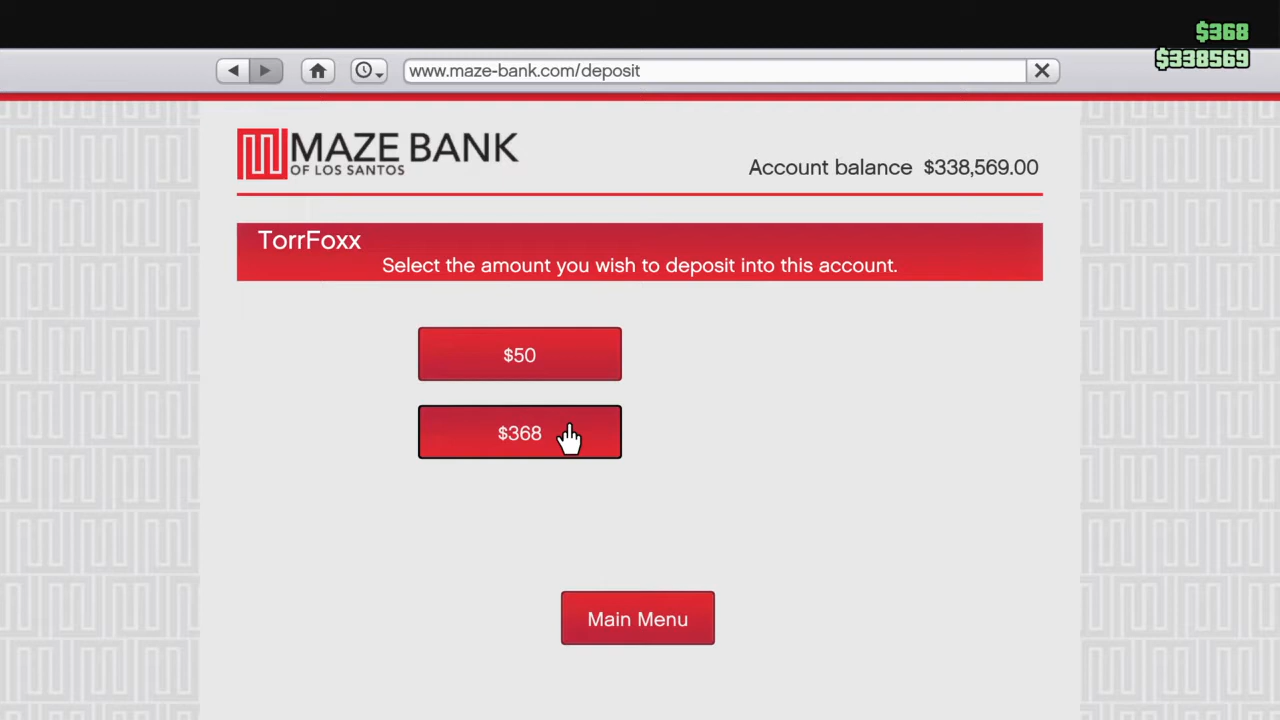 $368
$338569
www.maze-bank.com/deposit
MAZE BANK
OF LOS SANTOS
Account balance $338,569.00
TorrFoxx
Select the amount you wish to deposit into this account.
$50
$368
Main Menu